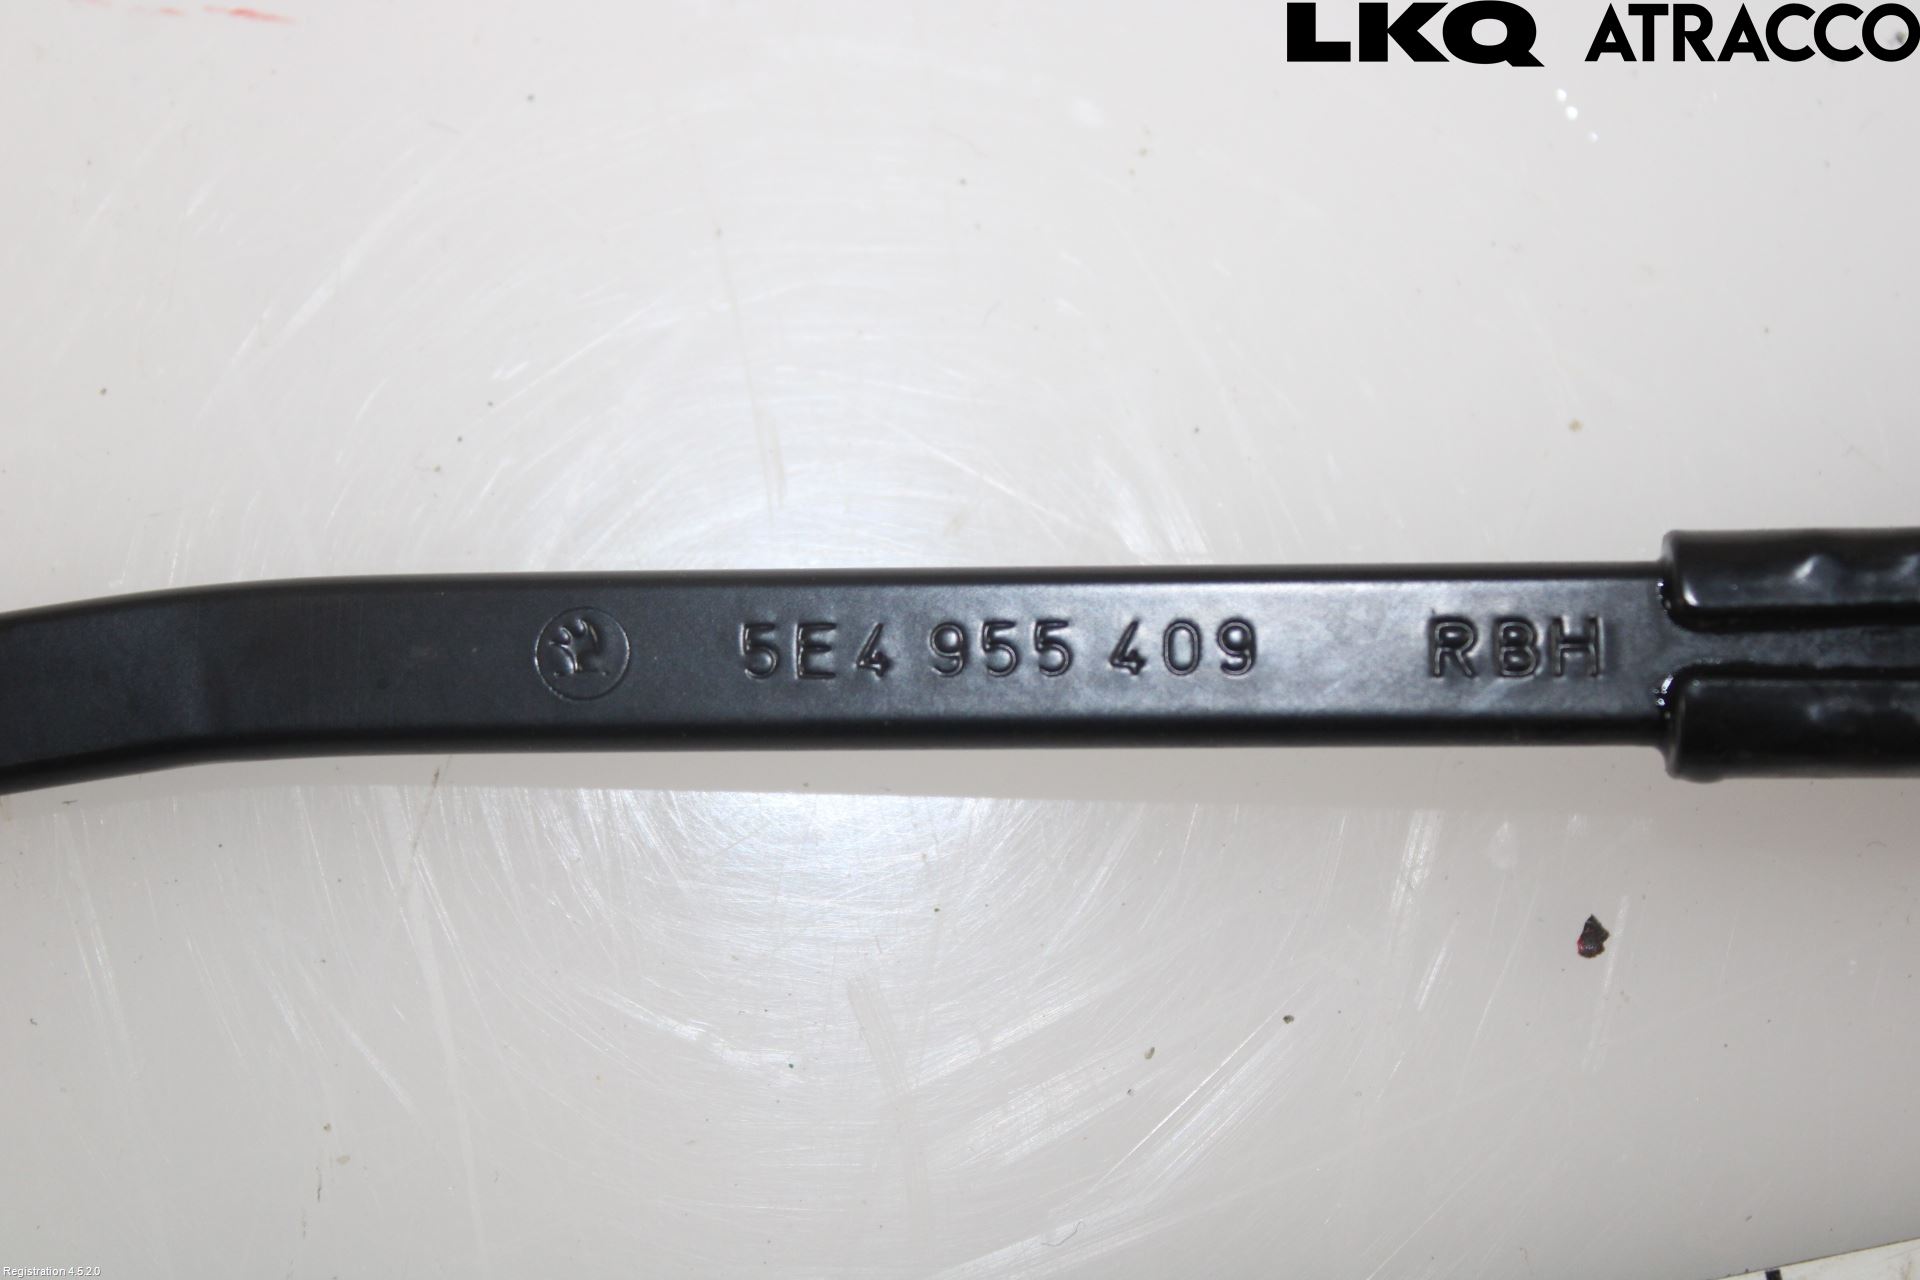 LKQ ATRACCO
5E4 955 409 RBH
Registration 4.5.2.0